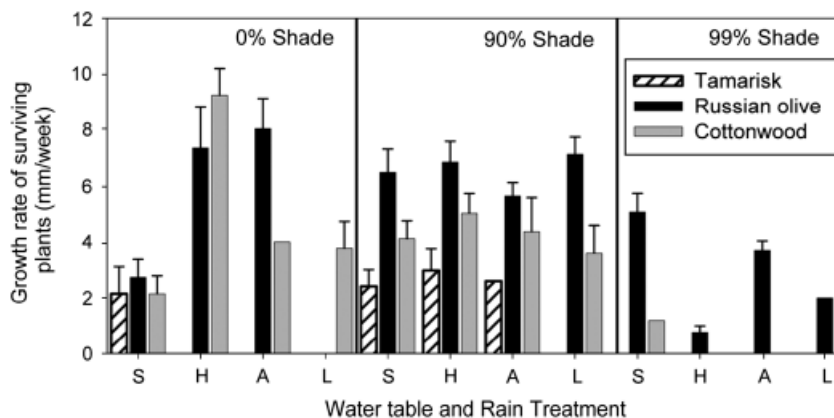 12
10
8
6
4
2
0
Growth rate of surviving
plants (mm/week)
0% Shade
90% Shade
99% Shade
Tamarisk
Russian olive
Cottonwood
S H A L S H A L S H A L
Water table and Rain Treatment